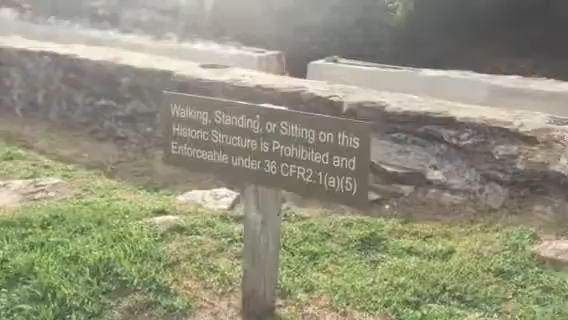 Walking, Standing, or Sitting on this
Historic Structure is Prohibited and
Enforceable under 36 CFR2.1(a)(5)